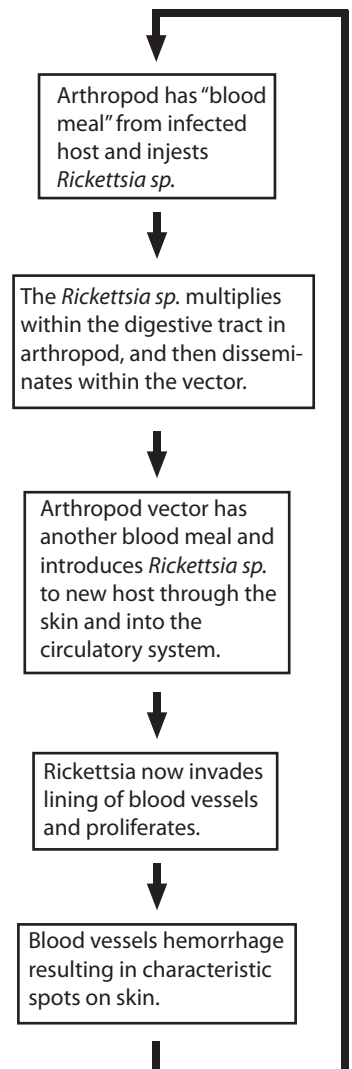 Arthropod has “blood
meal” from infected
host and injests
Rickettsia sp.
The Rickettsia sp. multiplies
within the digestive tract in
arthropod, and then dissemi-
nates within the vector.
Arthropod vector has
another blood meal and
introduces Rickettsia sp.
to new host through the
skin and into the
circulatory system.
Rickettsia now invades
lining of blood vessels
and proliferates.
Blood vessels hemorrhage
resulting in characteristic
spots on skin.